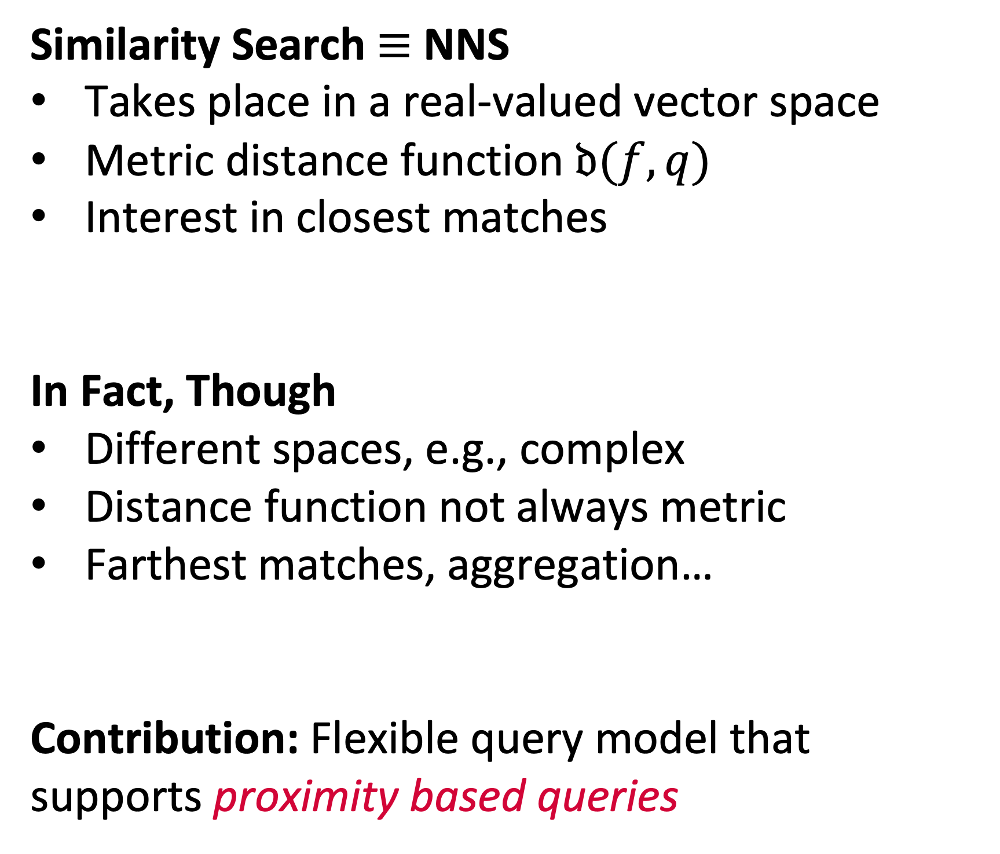 Similarity Search ≡ NNS
• Takes place in a real-valued vector space
• Metric distance function 𝔡(f, q)
• Interest in closest matches
In Fact, Though
• Different spaces, e.g., complex
• Distance function not always metric
• Farthest matches, aggregation…
Contribution: Flexible query model that
supports proximity based queries